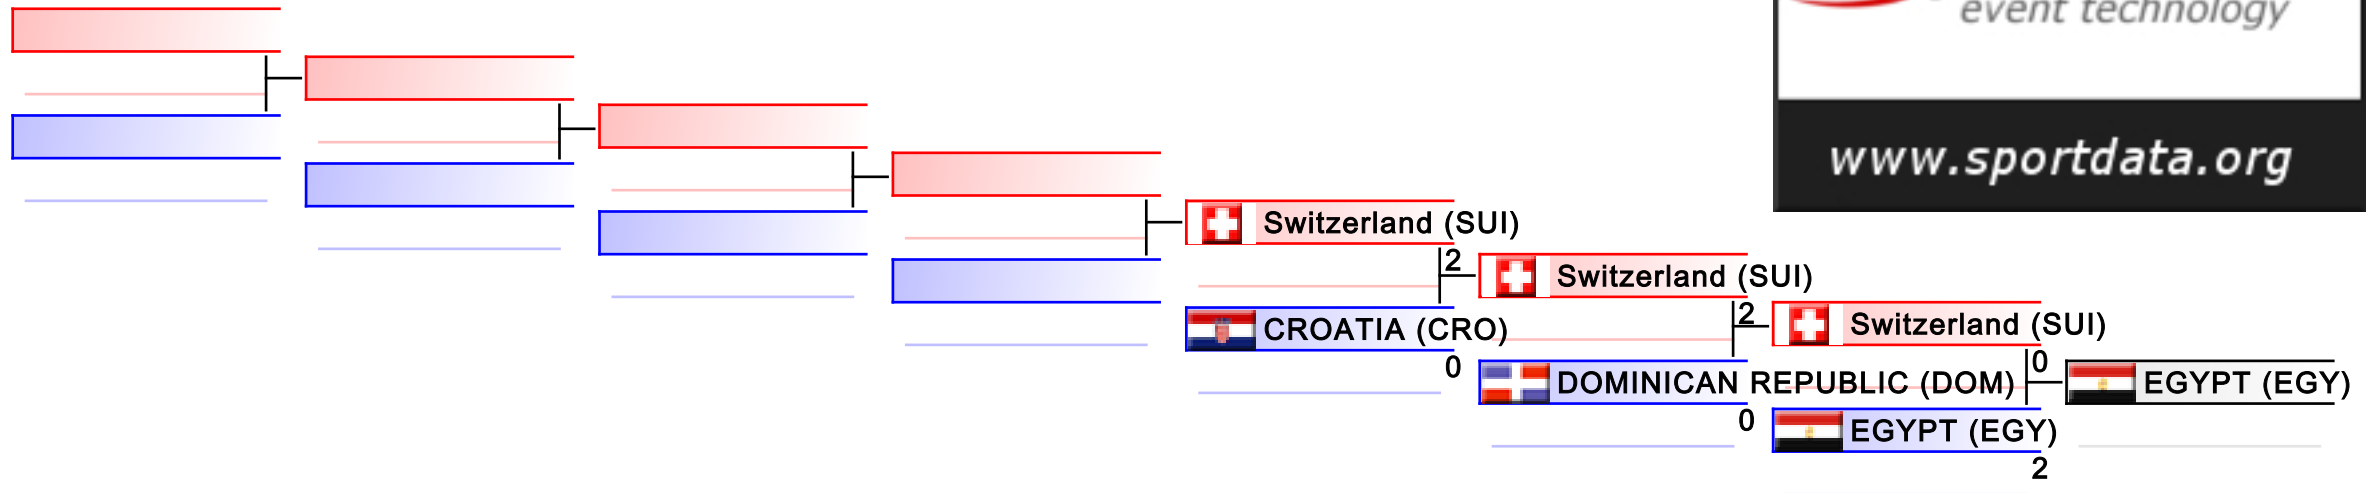 event technology
www.sportdata.org
Switzerland (SUI)
2
Switzerland (SUI)
CROATIA (CRO)
0
2
Switzerland (SUI)
DOMINICAN REPUBLIC (DOM)
0
0
EGYPT (EGY)
EGYPT (EGY)
2